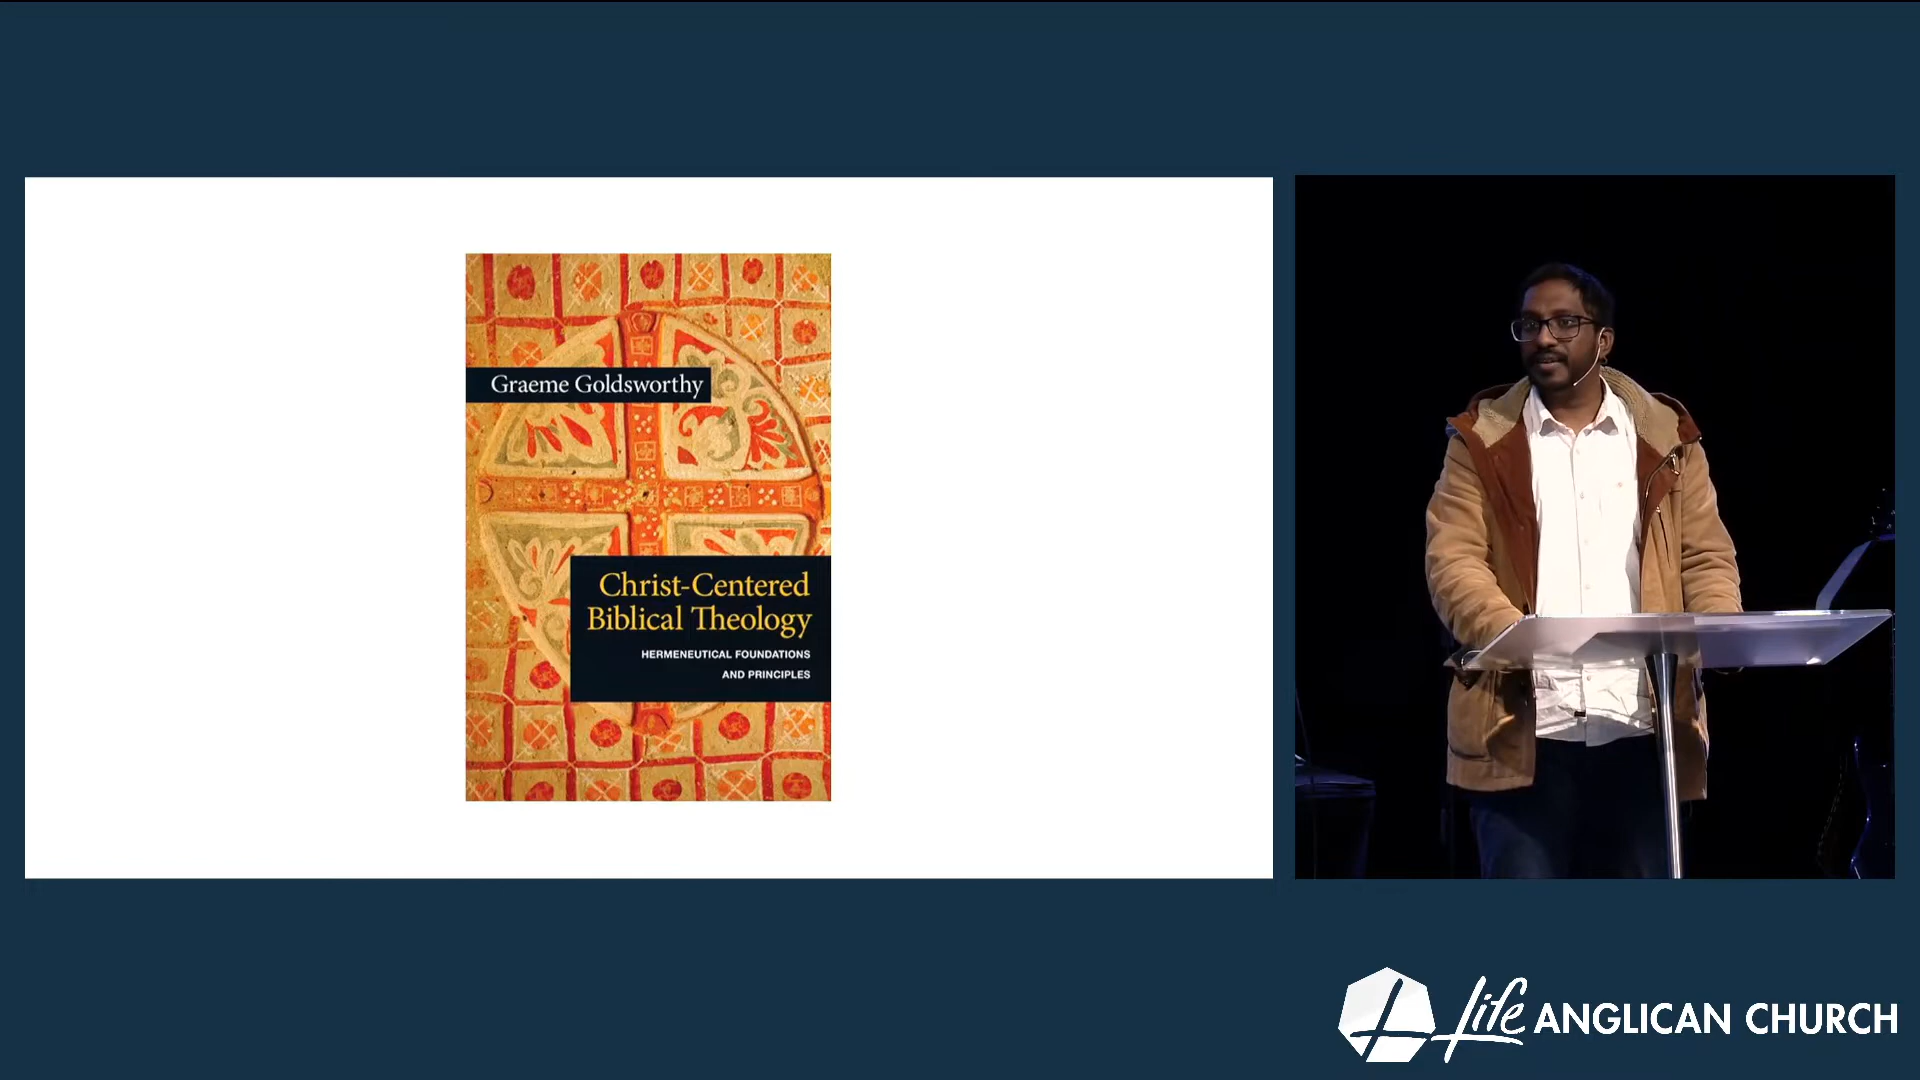 Graeme Goldsworthy
Christ-Centered
Biblical Theology
HERMENEUTICAL FOUNDATIONS
AND PRINCIPLES
Life ANGLICAN CHURCH